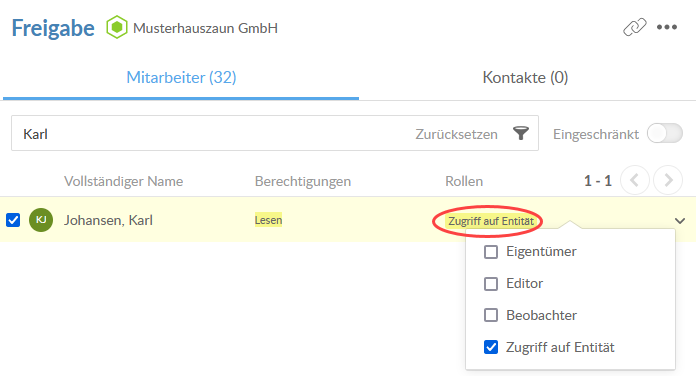 Freigabe Musterhauszaun GmbH
Mitarbeiter (32) Kontakte (0)
Karl Zurücksetzen Eingeschränkt
Vollständiger Name Berechtigungen Rollen 1 - 1
KJ Johansen, Karl Lesen Zugriff auf Entität
Eigentümer
Editor
Beobachter
Zugriff auf Entität